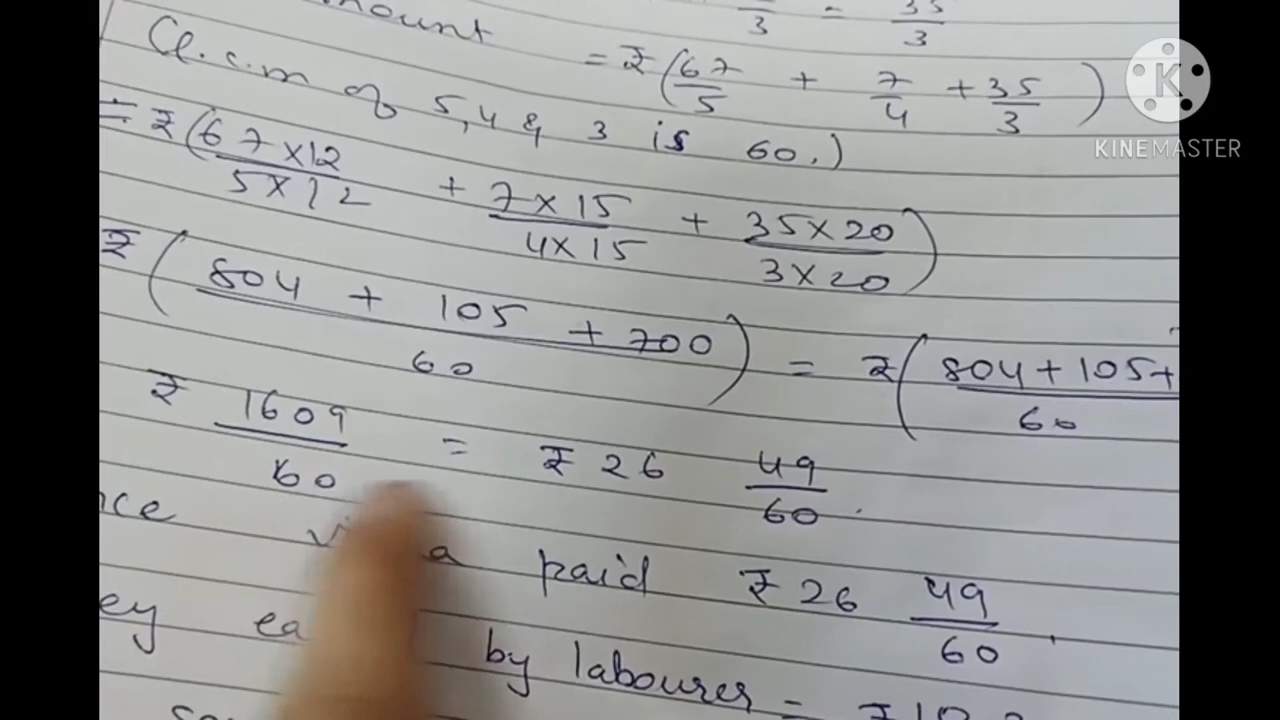 /3 = 35/3
mount = ₹ (67/5 + 7/4 + 35/3)
(l.c.m of 5, 4 & 3 is 60.)
= ₹ (67×12/5×12 + 7×15/4×15 + 35×20/3×20)
₹ (804 + 105 + 700/60) = ₹ (804+105+/60
₹ 1609/60 = ₹ 26 49/60.
nce a paid ₹ 26 49/60.
ey ea by labourer = ₹
KINEMASTER